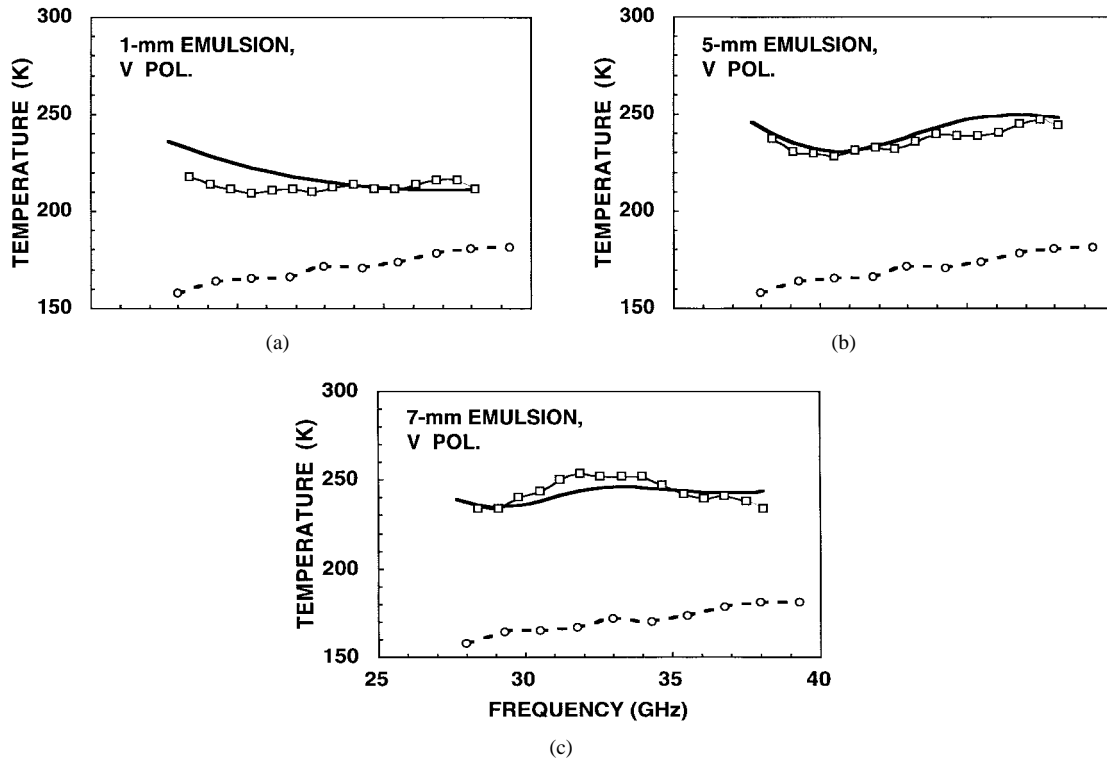 300
1-mm EMULSION,
V POL.
250
200
150
TEMPERATURE (K)
(a)
300
5-mm EMULSION,
V POL.
250
200
150
TEMPERATURE (K)
(b)
300
7-mm EMULSION,
V POL.
250
200
150
TEMPERATURE (K)
25 30 35 40
FREQUENCY (GHz)
(c)